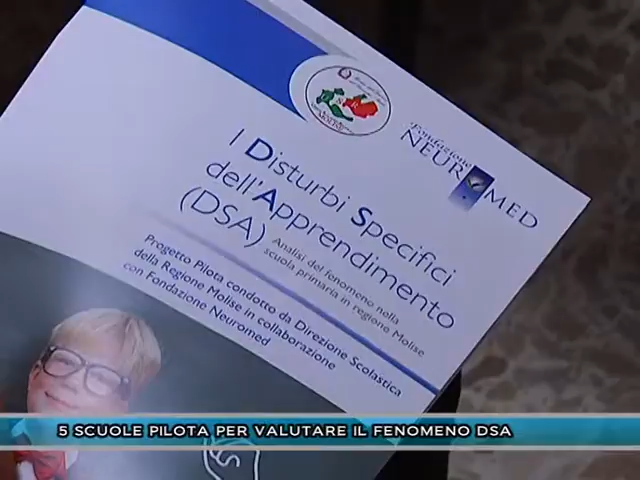 Fondazione
NEUROMED
I Disturbi Specifici
dell'Apprendimento
(DSA)
Analisi del fenomeno nella
scuola primaria in regione Molise
Progetto Pilota condotto da Direzione Scolastica
della Regione Molise in collaborazione
con Fondazione Neuromed
5 SCUOLE PILOTA PER VALUTARE IL FENOMENO DSA